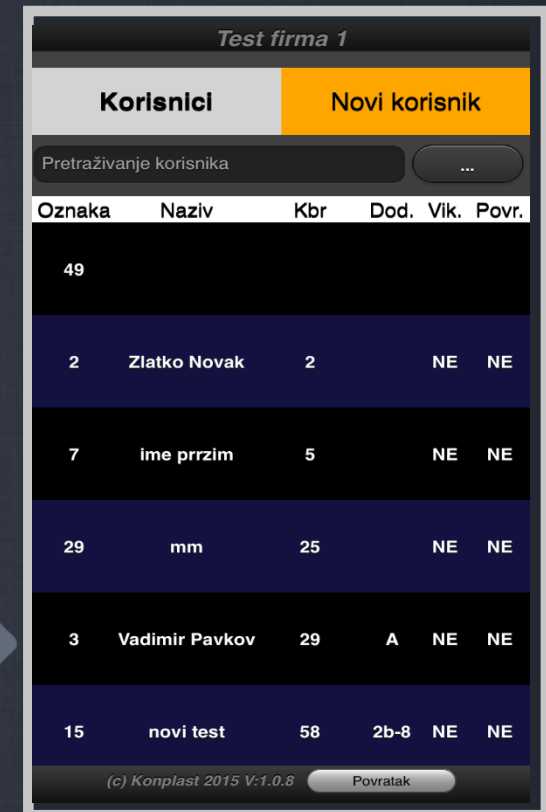 Test firma 1
Korisnici Novi korisnik
Pretraživanje korisnika ...
Oznaka Naziv Kbr Dod. Vik. Povr.
49
2 Zlatko Novak 2 NE NE
7 ime prrzim 5 NE NE
29 mm 25 NE NE
3 Vadimir Pavkov 29 A NE NE
15 novi test 58 2b-8 NE NE
(c) Konplast 2015 V:1.0.8 Povratak